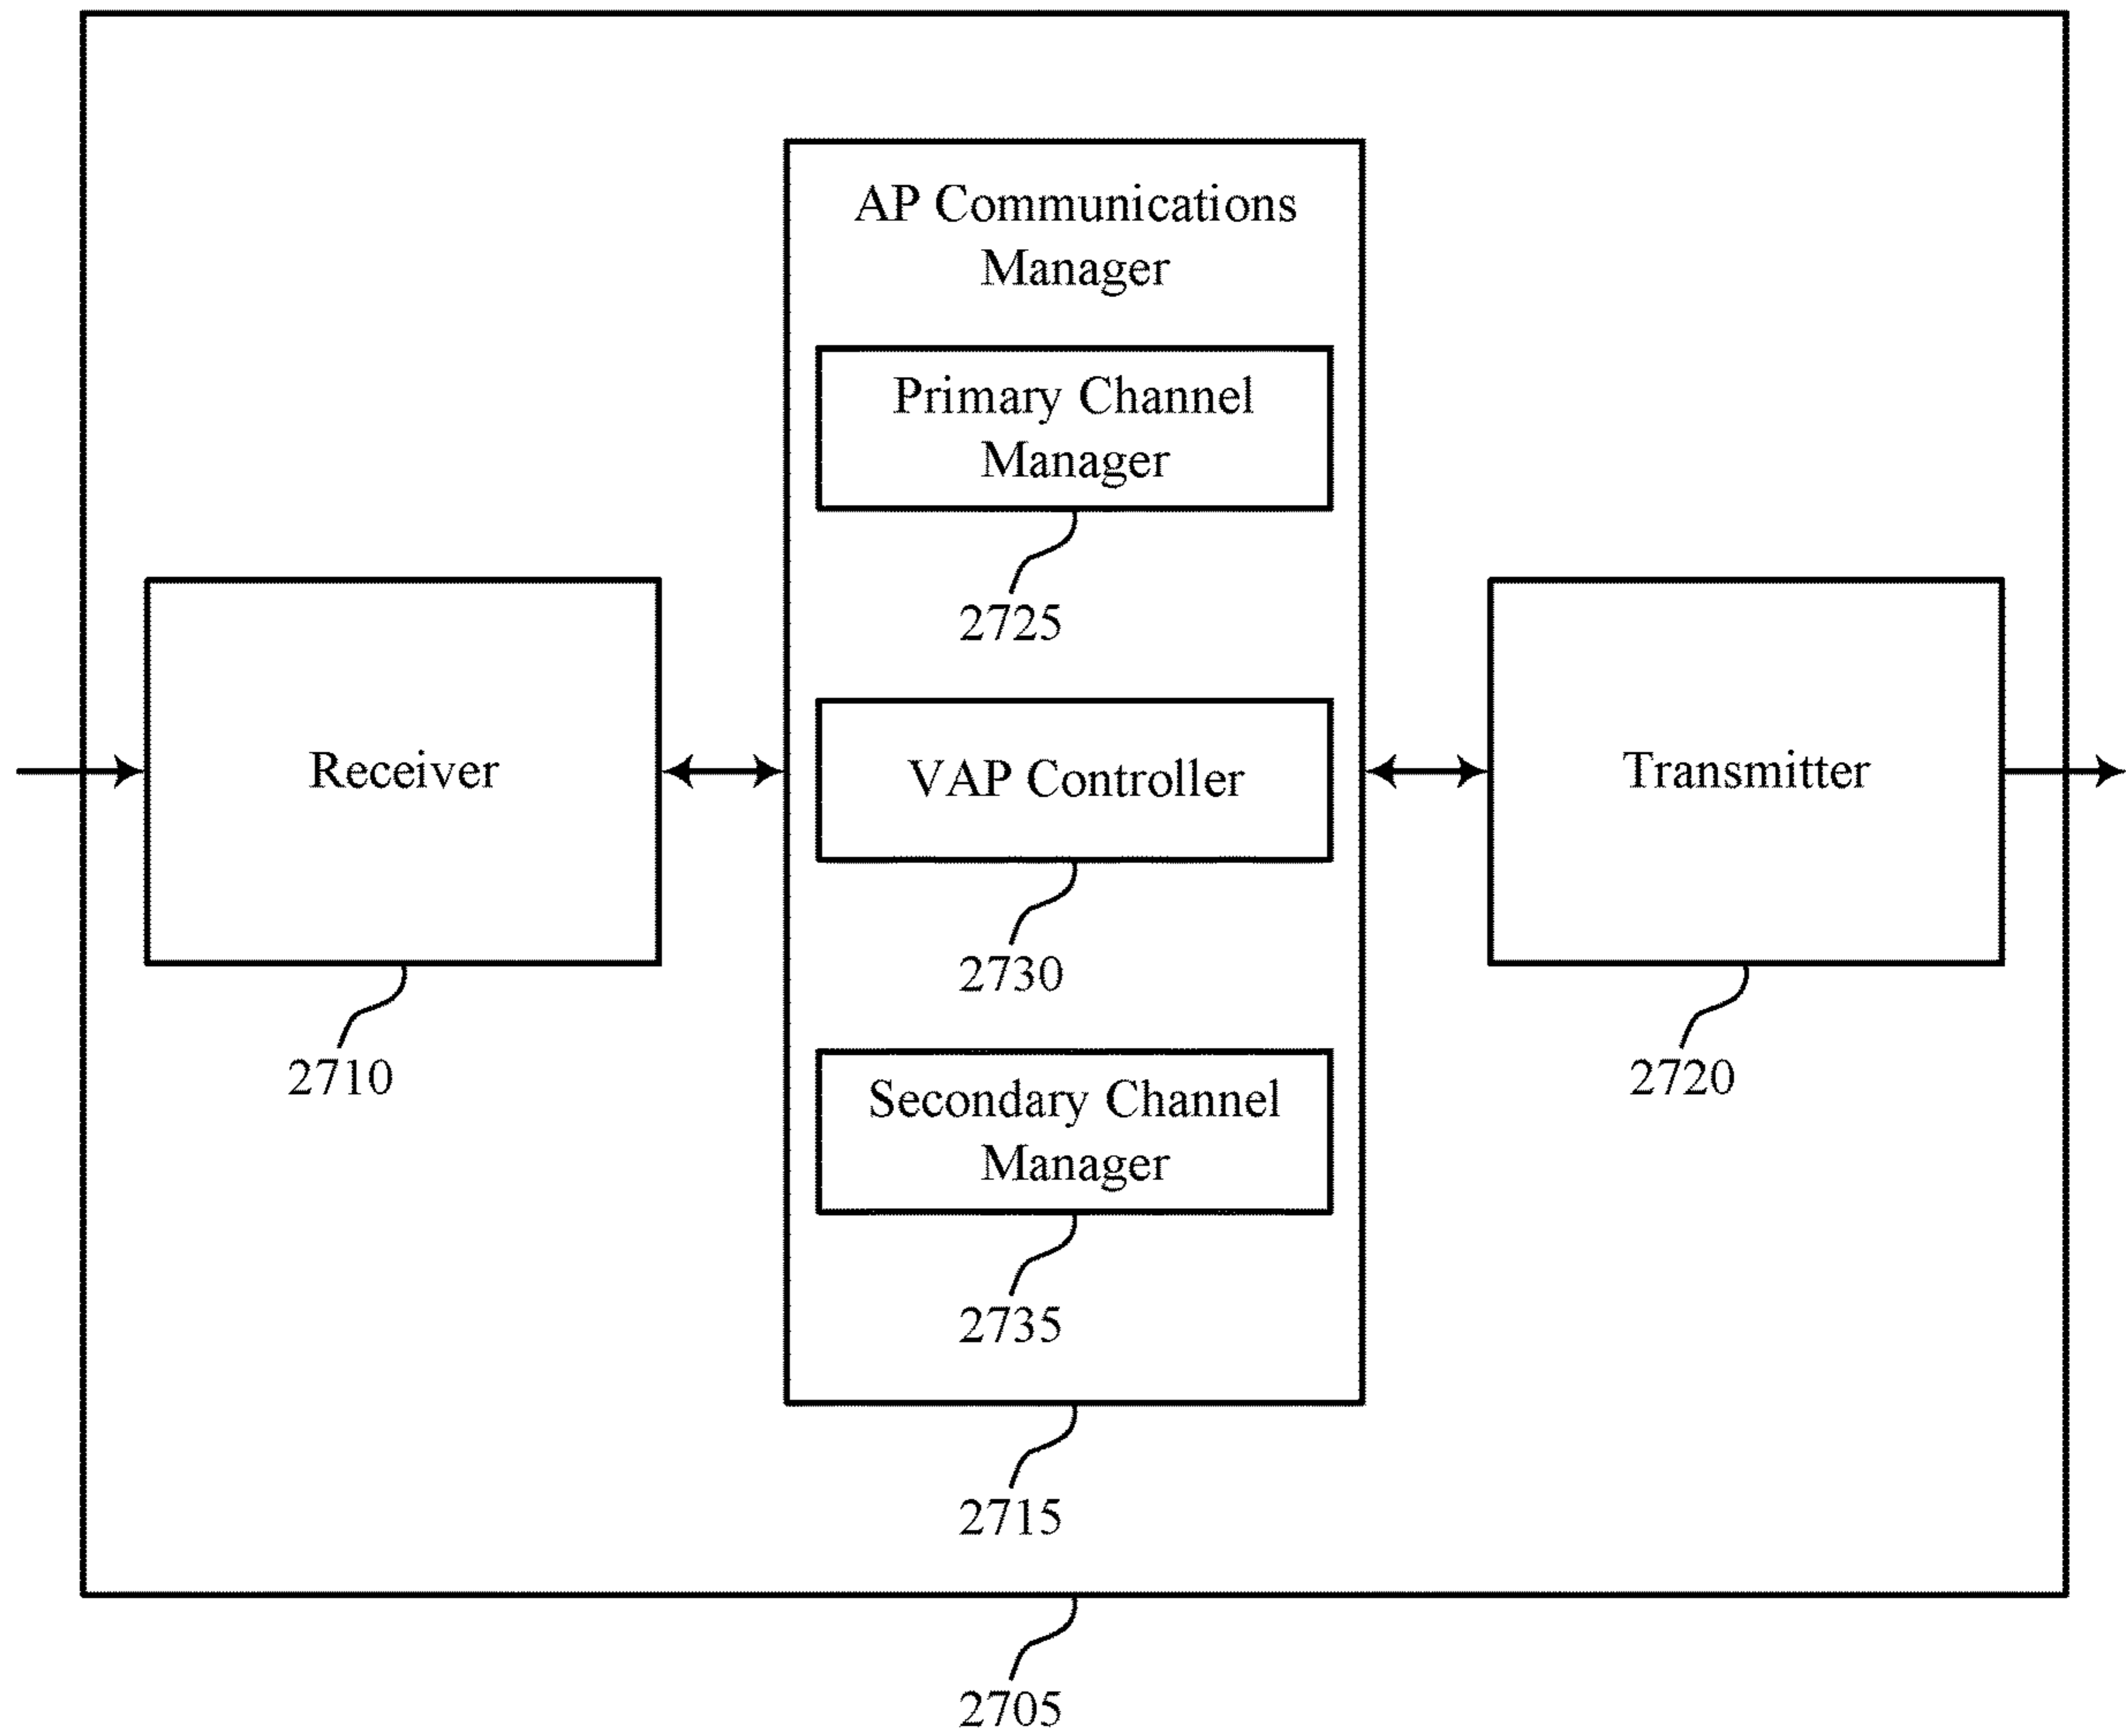 AP Communications
Manager
Primary Channel
Manager
2725
Receiver
VAP Controller
Transmitter
2730
2710
2720
Secondary Channel
Manager
2735
2715
2705